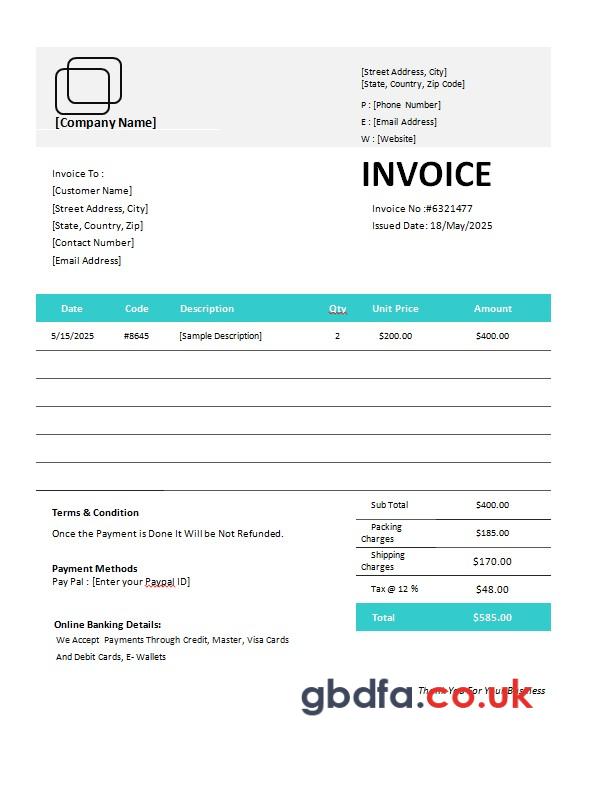 [Company Name]
[Street Address, City]
[State, Country, Zip Code]
P : [Phone Number]
E : [Email Address]
W : [Website]
INVOICE
Invoice To :
[Customer Name]
[Street Address, City]
[State, Country, Zip]
[Contact Number]
[Email Address]
Invoice No :#6321477
Issued Date: 18/May/2025
Date Code Description Qty Unit Price Amount
5/15/2025 #8645 [Sample Description] 2 $200.00 $400.00
Sub Total $400.00
Packing
Charges $185.00
Shipping
Charges $170.00
Tax @ 12 % $48.00
Total $585.00
Terms & Condition
Once the Payment is Done It Will be Not Refunded.
Payment Methods
Pay Pal : [Enter your Paypal ID]
Online Banking Details:
We Accept Payments Through Credit, Master, Visa Cards
And Debit Cards, E- Wallets
Thank You For Your Business
gbdfa.co.uk